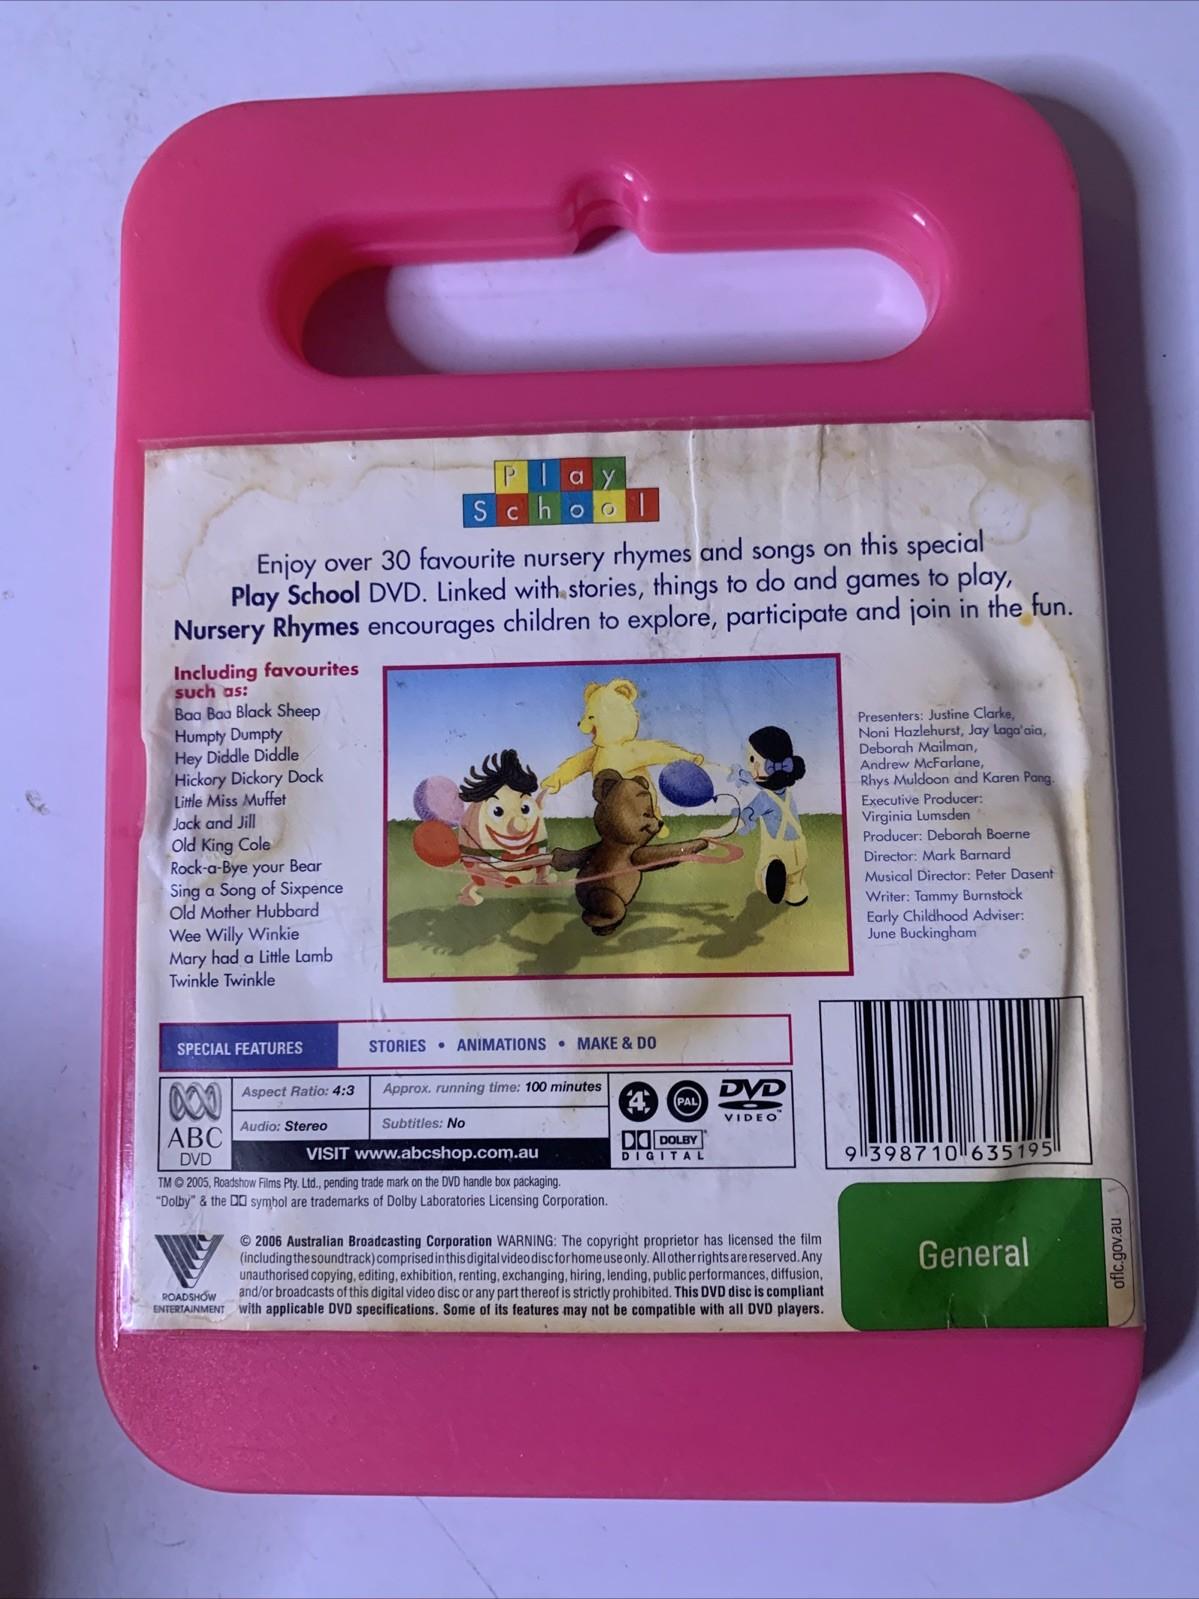 Play
School
Enjoy over 30 favourite nursery rhymes and songs on this special
Play School DVD. Linked with stories, things to do and games to play,
Nursery Rhymes encourages children to explore, participate and join in the fun.
Including favourites
such as:
Baa Baa Black Sheep
Humpty Dumpty
Hey Diddle Diddle
Hickory Dickory Dock
Little Miss Muffet
Jack and Jill
Old King Cole
Rock-a-Bye your Bear
Sing a Song of Sixpence
Old Mother Hubbard
Wee Willy Winkie
Mary had a Little Lamb
Twinkle Twinkle
Presenters: Justine Clarke,
Noni Hazlehurst, Jay Laga'aia,
Deborah Mailman,
Andrew McFarlane,
Rhys Muldoon and Karen Pang.
Executive Producer:
Virginia Lumsden
Producer: Deborah Boerne
Director: Mark Barnard
Musical Director: Peter Dasent
Writer: Tammy Burnstock
Early Childhood Adviser:
June Buckingham
SPECIAL FEATURES
STORIES • ANIMATIONS • MAKE & DO
ABC
DVD
Aspect Ratio: 4:3
Approx. running time: 100 minutes
Audio: Stereo
Subtitles: No
VISIT www.abcshop.com.au
4
PAL
DVD
VIDEO™
DOLBY®
DIGITAL
9 398710 635195
TM © 2005, Roadshow Films Pty. Ltd., pending trade mark on the DVD handle box packaging.
"Dolby" & the DD symbol are trademarks of Dolby Laboratories Licensing Corporation.
ROADSHOW
ENTERTAINMENT
© 2006 Australian Broadcasting Corporation WARNING: The copyright proprietor has licensed the film
(including the soundtrack) comprised in this digital video disc for home use only. All other rights are reserved. Any
unauthorised copying, editing, exhibition, renting, exchanging, hiring, lending, public performances, diffusion,
and/or broadcasts of this digital video disc or any part thereof is strictly prohibited. This DVD disc is compliant
with applicable DVD specifications. Some of its features may not be compatible with all DVD players.
General
oflc.gov.au